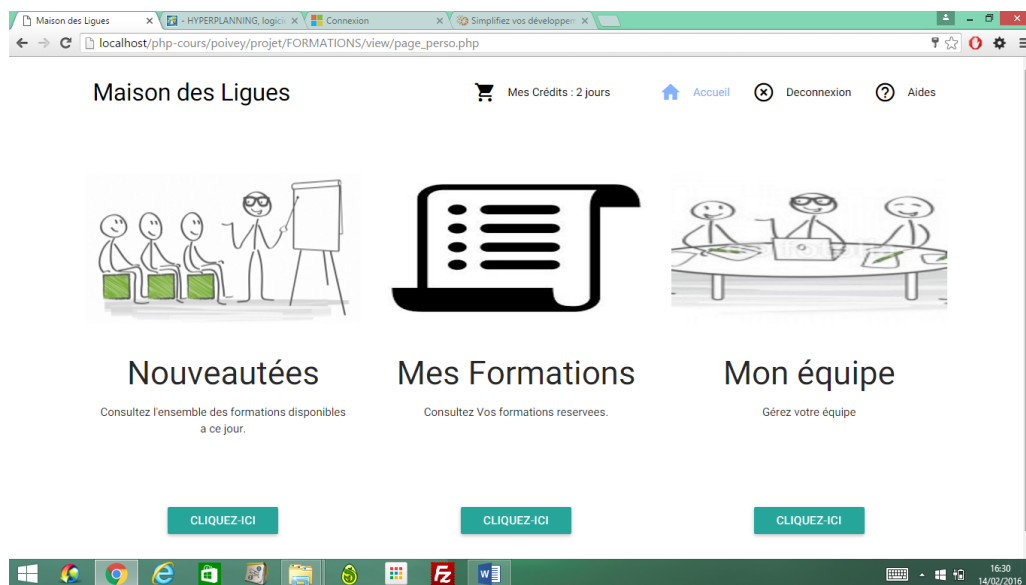 Maison des Ligues
- HYPERPLANNING, logici
Connexion
Simplifiez vos développem
localhost/php-cours/poivey/projet/FORMATIONS/view/page_perso.php
Maison des Ligues
Mes Crédits : 2 jours
Accueil
Deconnexion
Aides
Nouveautées
Mes Formations
Mon équipe
Consultez l'ensemble des formations disponibles
a ce jour.
Consultez Vos formations reservees.
Gérez votre équipe
CLIQUEZ-ICI
CLIQUEZ-ICI
CLIQUEZ-ICI
16:30
14/02/2016